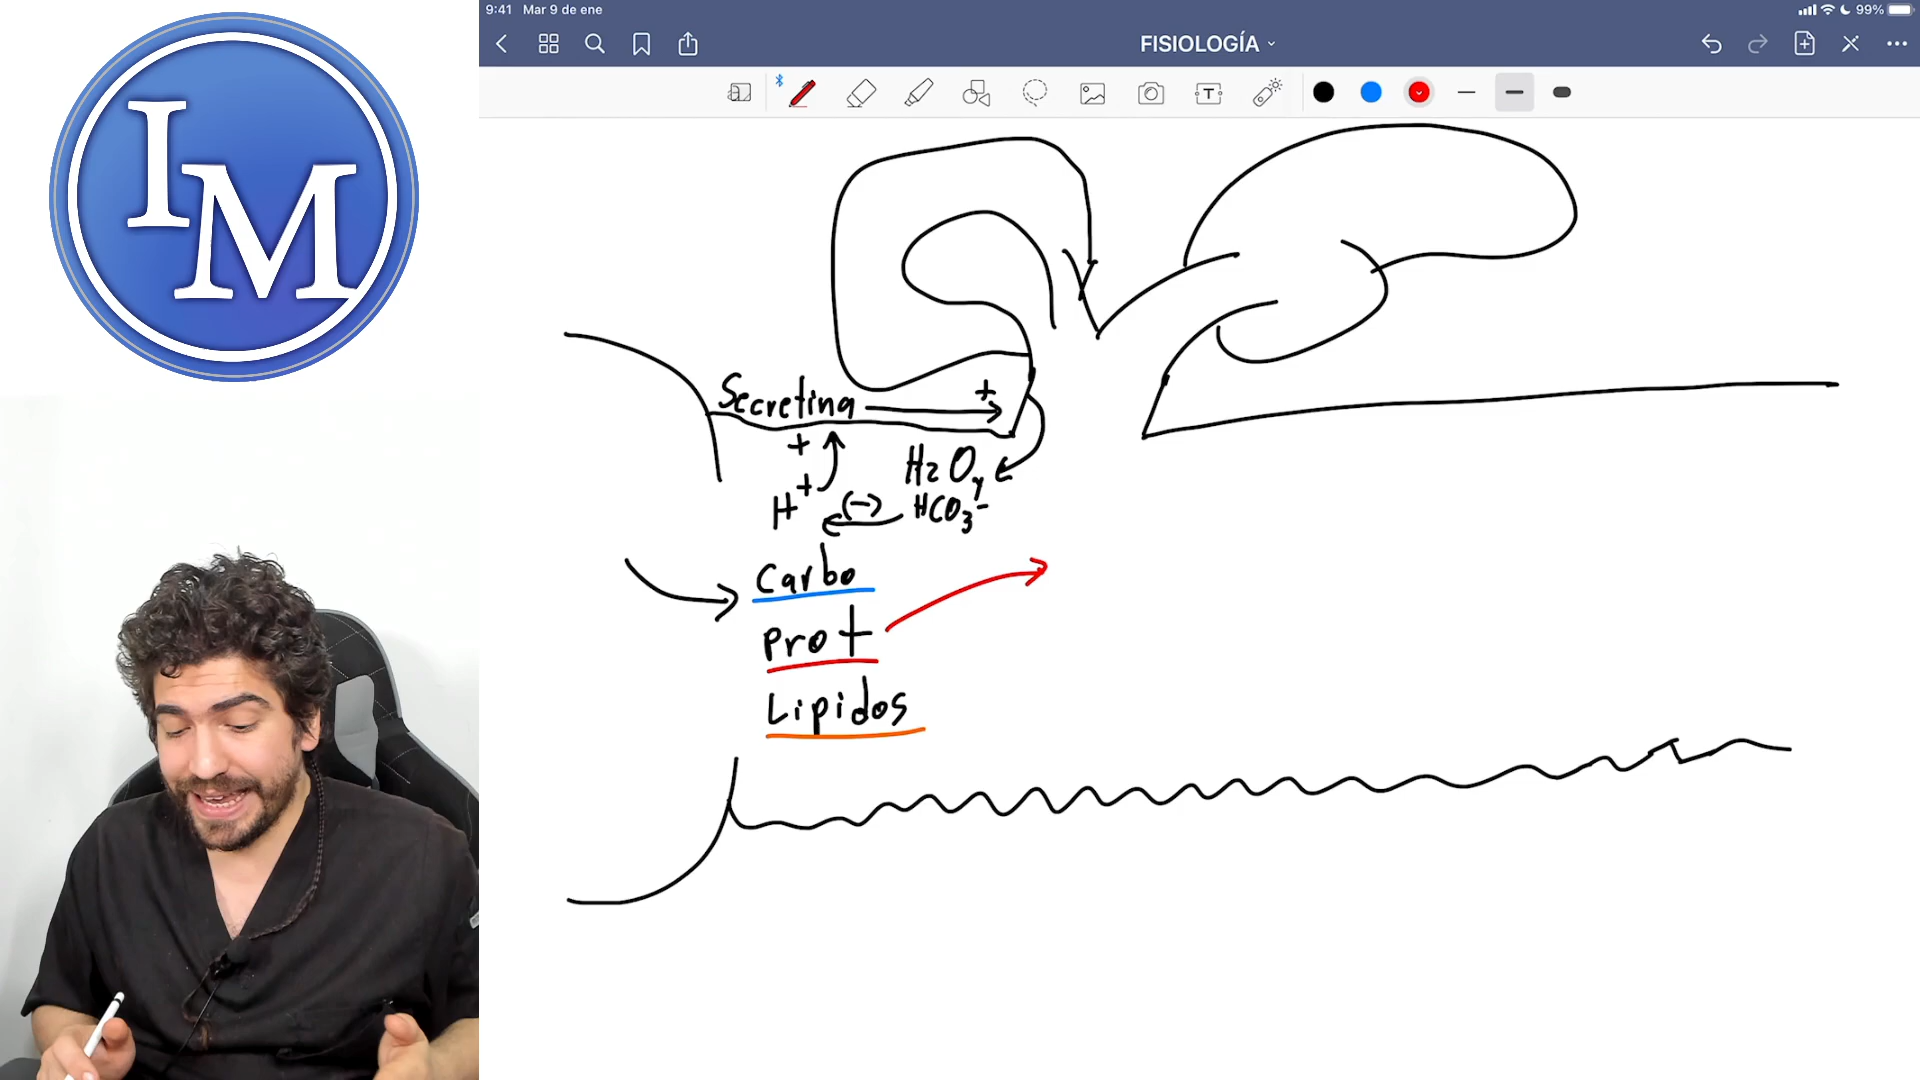 9:41 Mar 9 de ene
99%
IM
FISIOLOGÍA
T
Secretina
+
+
H2O y
HCO3-
H+
(-)
Carbo
Prot
Lipidos